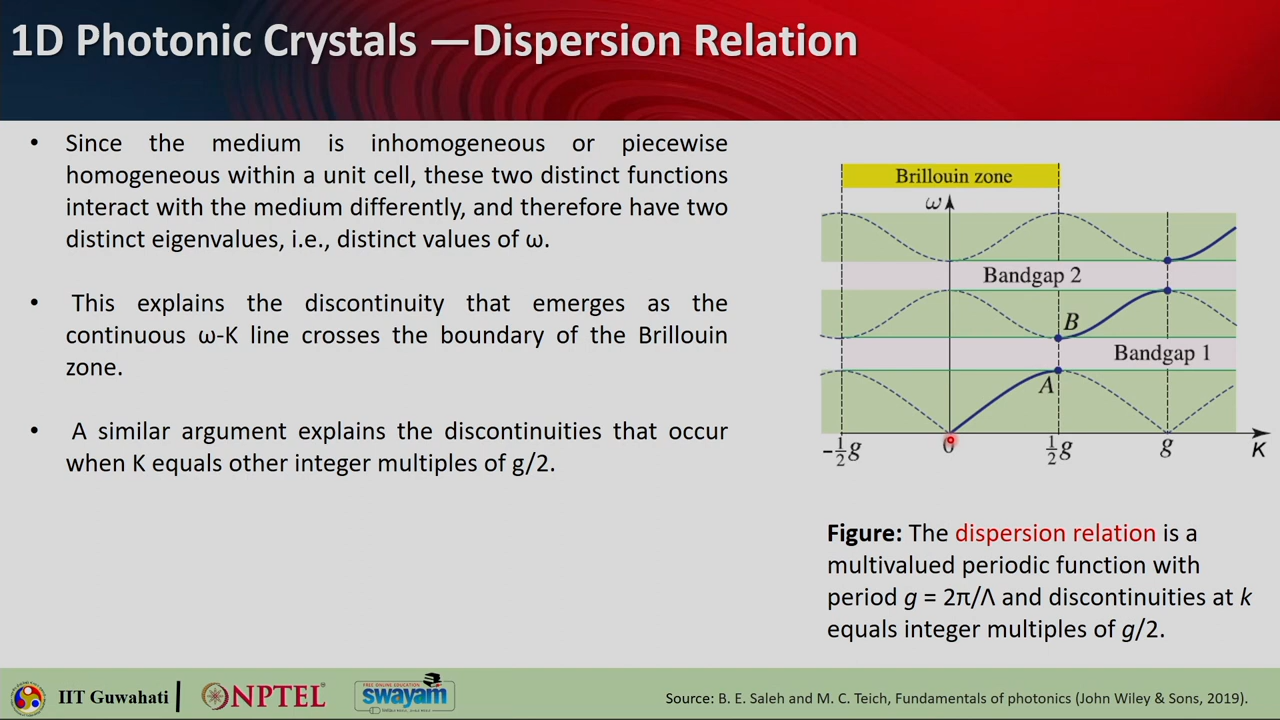 1D Photonic Crystals —Dispersion Relation
• Since the medium is inhomogeneous or piecewise
homogeneous within a unit cell, these two distinct functions
interact with the medium differently, and therefore have two
distinct eigenvalues, i.e., distinct values of ω.
• This explains the discontinuity that emerges as the
continuous ω-K line crosses the boundary of the Brillouin
zone.
• A similar argument explains the discontinuities that occur
when K equals other integer multiples of g/2.
Brillouin zone
ω
Bandgap 2
B
Bandgap 1
A
-½g 0 ½g g K
Figure: The dispersion relation is a
multivalued periodic function with
period g = 2π/Λ and discontinuities at k
equals integer multiples of g/2.
IIT Guwahati
NPTEL
FREE ONLINE EDUCATION
swayam
Source: B. E. Saleh and M. C. Teich, Fundamentals of photonics (John Wiley & Sons, 2019).